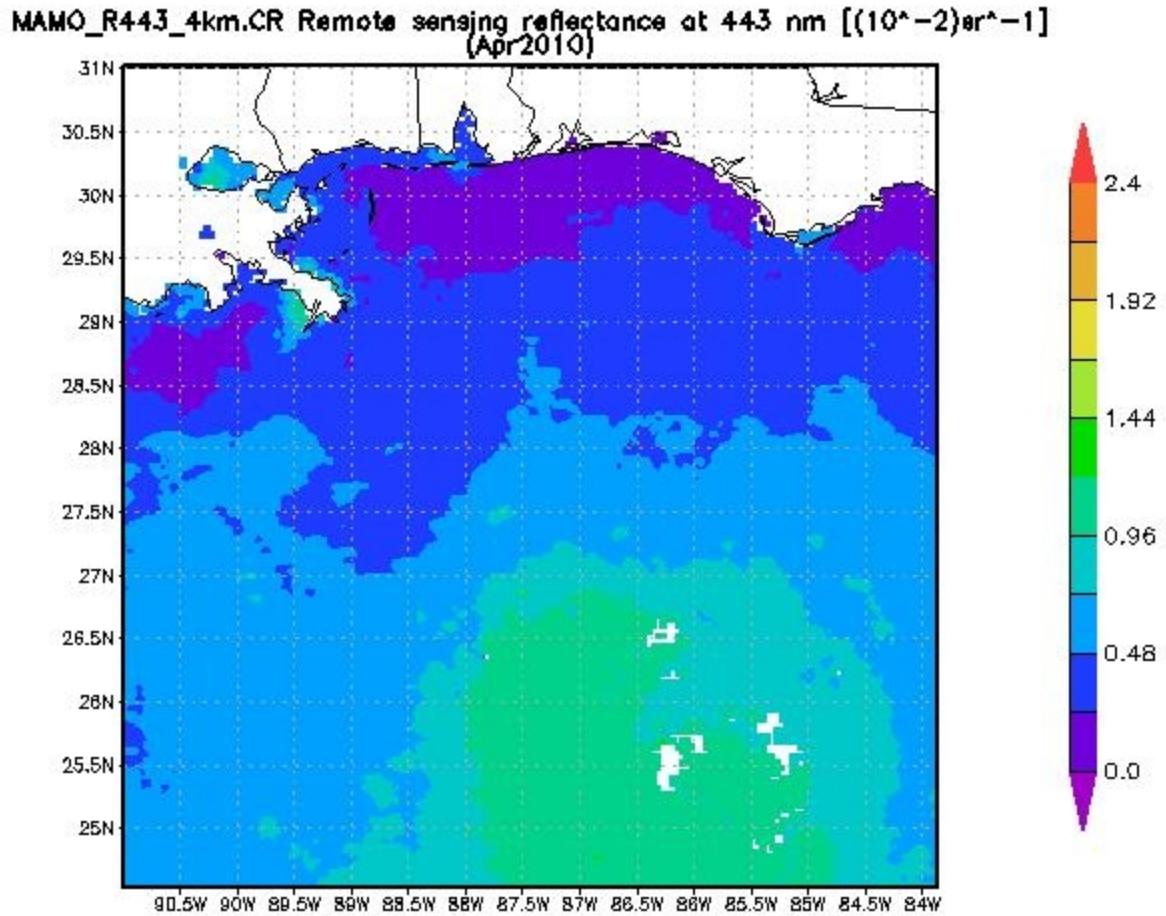 MAMO_R443_4km.CR Remote sensing reflectance at 443 nm [(10^-2)sr^-1]
(Apr2010)
31N
30.5N
30N
29.5N
29N
28.5N
28N
27.5N
27N
26.5N
26N
25.5N
25N
90.5W 90W 89.5W 89W 88.5W 88W 87.5W 87W 86.5W 86W 85.5W 85W 84.5W 84W
2.4
1.92
1.44
0.96
0.48
0.0